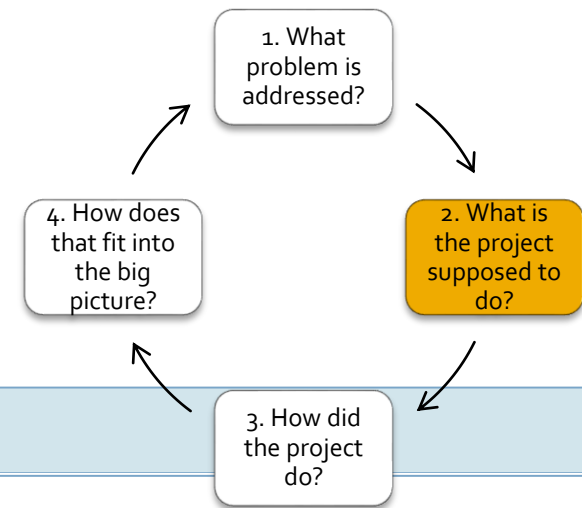 1. What
problem is
addressed?
2. What is
the project
supposed to
do?
3. How did
the project
do?
4. How does
that fit into
the big
picture?